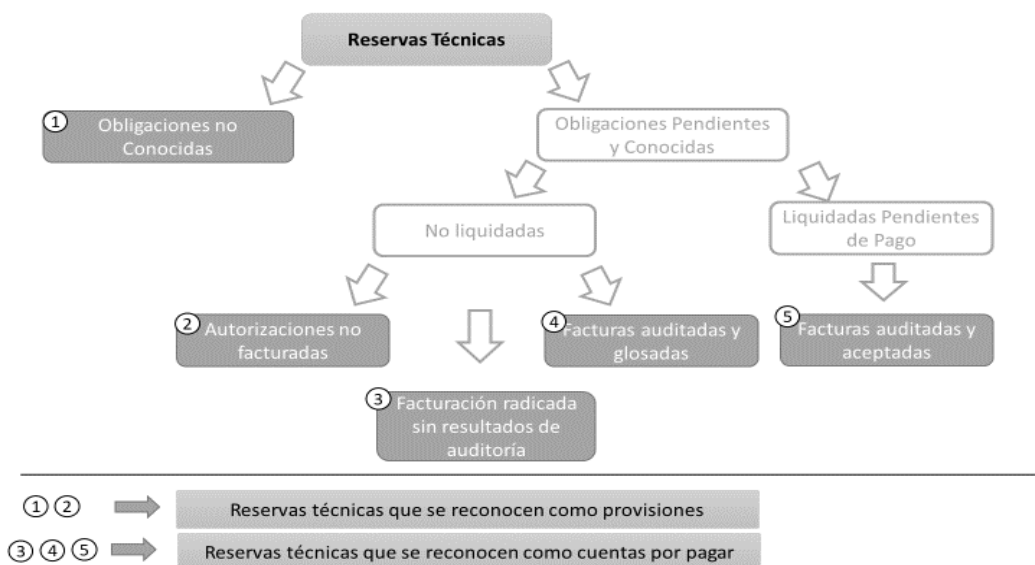 Reservas Técnicas
1
Obligaciones no
Conocidas
Obligaciones Pendientes
y Conocidas
No liquidadas
Liquidadas Pendientes
de Pago
2
Autorizaciones no
facturadas
4
Facturas auditadas y
glosadas
5
Facturas auditadas y
aceptadas
3
Facturación radicada
sin resultados de
auditoría
1 2
Reservas técnicas que se reconocen como provisiones
3 4 5
Reservas técnicas que se reconocen como cuentas por pagar